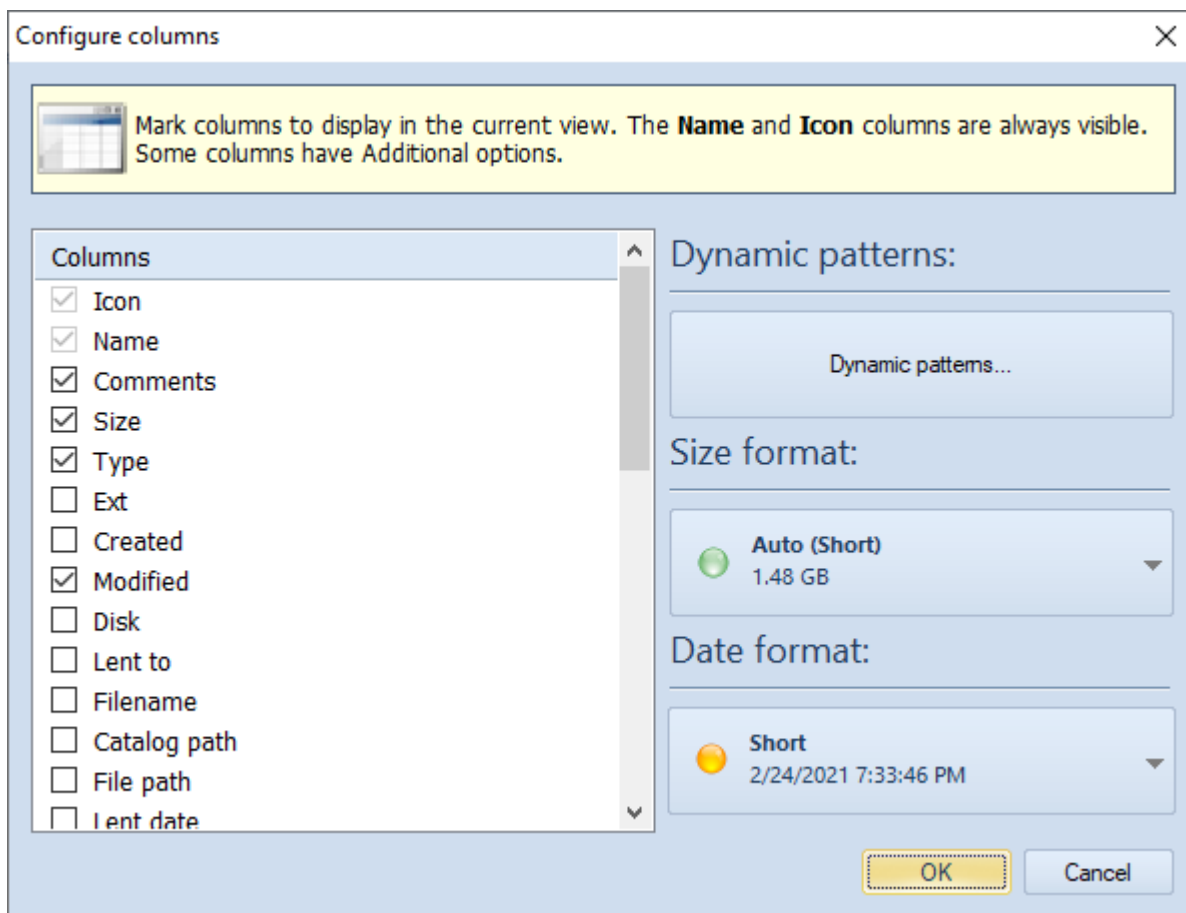 Configure columns
Mark columns to display in the current view. The Name and Icon columns are always visible.
Some columns have Additional options.
Columns
Icon
Name
Comments
Size
Type
Ext
Created
Modified
Disk
Lent to
Filename
Catalog path
File path
Lent date
Dynamic patterns:
Dynamic patterns...
Size format:
Auto (Short)
1.48 GB
Date format:
Short
2/24/2021 7:33:46 PM
OK
Cancel